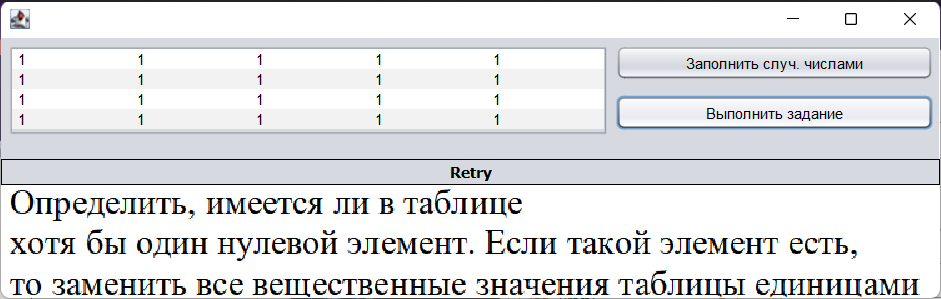 1 1 1 1 1
Заполнить случ. числами
1 1 1 1 1
1 1 1 1 1
Выполнить задание
1 1 1 1 1
Retry
Определить, имеется ли в таблице
хотя бы один нулевой элемент. Если такой элемент есть,
то заменить все вещественные значения таблицы единицами